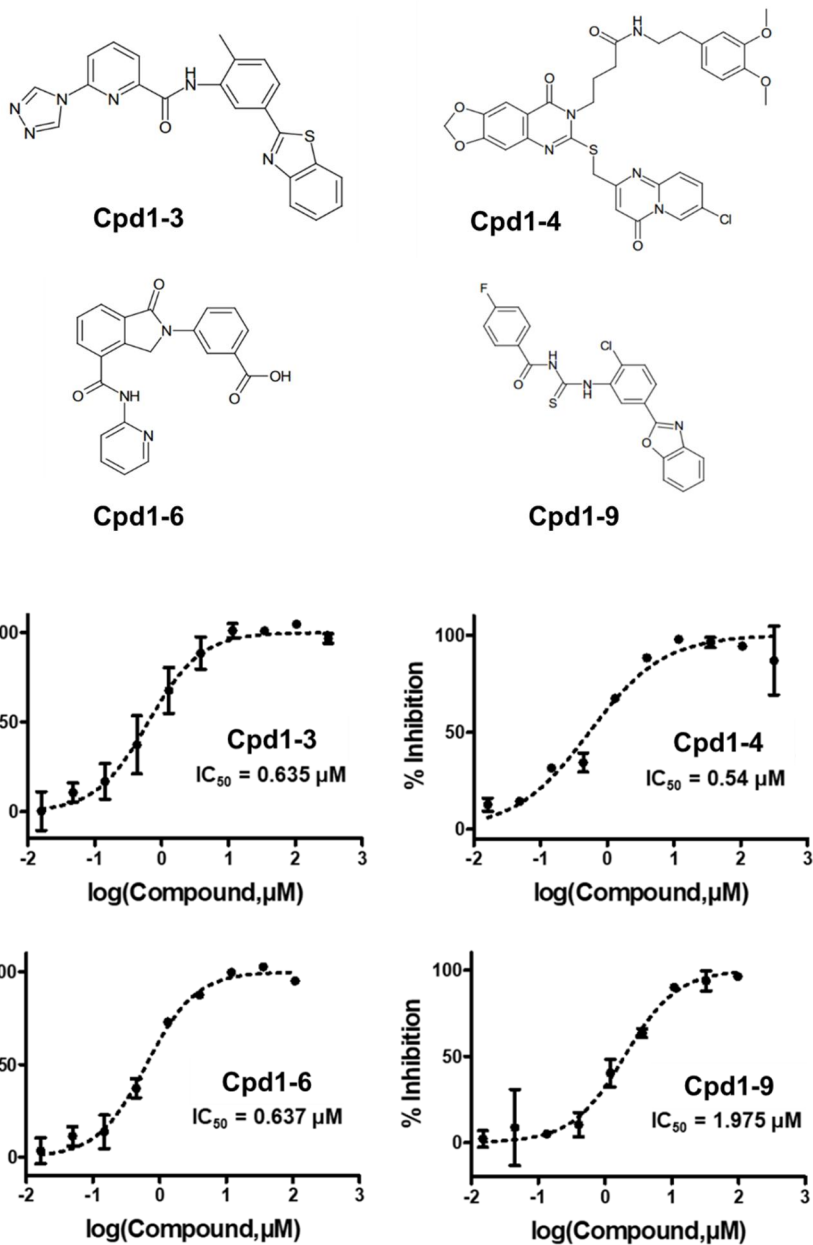 N
N
N
N
O
H
N
S
N
Cpd1-3
O
H
N
O
O
O
N
O
O
N
S
N
N
O
Cl
Cpd1-4
O
N
O
OH
O
NH
N
Cpd1-6
F
O
H
N
S
N
H
Cl
N
O
Cpd1-9
00
50
0
-2 -1 0 1 2 3
Cpd1-3
IC50 = 0.635 µM
log(Compound,µM)
% Inhibition
100
50
0
-2 -1 0 1 2 3
Cpd1-4
IC50 = 0.54 µM
log(Compound,µM)
00
50
0
-2 -1 0 1 2 3
Cpd1-6
IC50 = 0.637 µM
log(Compound,µM)
% Inhibition
100
50
0
-2 -1 0 1 2 3
Cpd1-9
IC50 = 1.975 µM
log(Compound,µM)